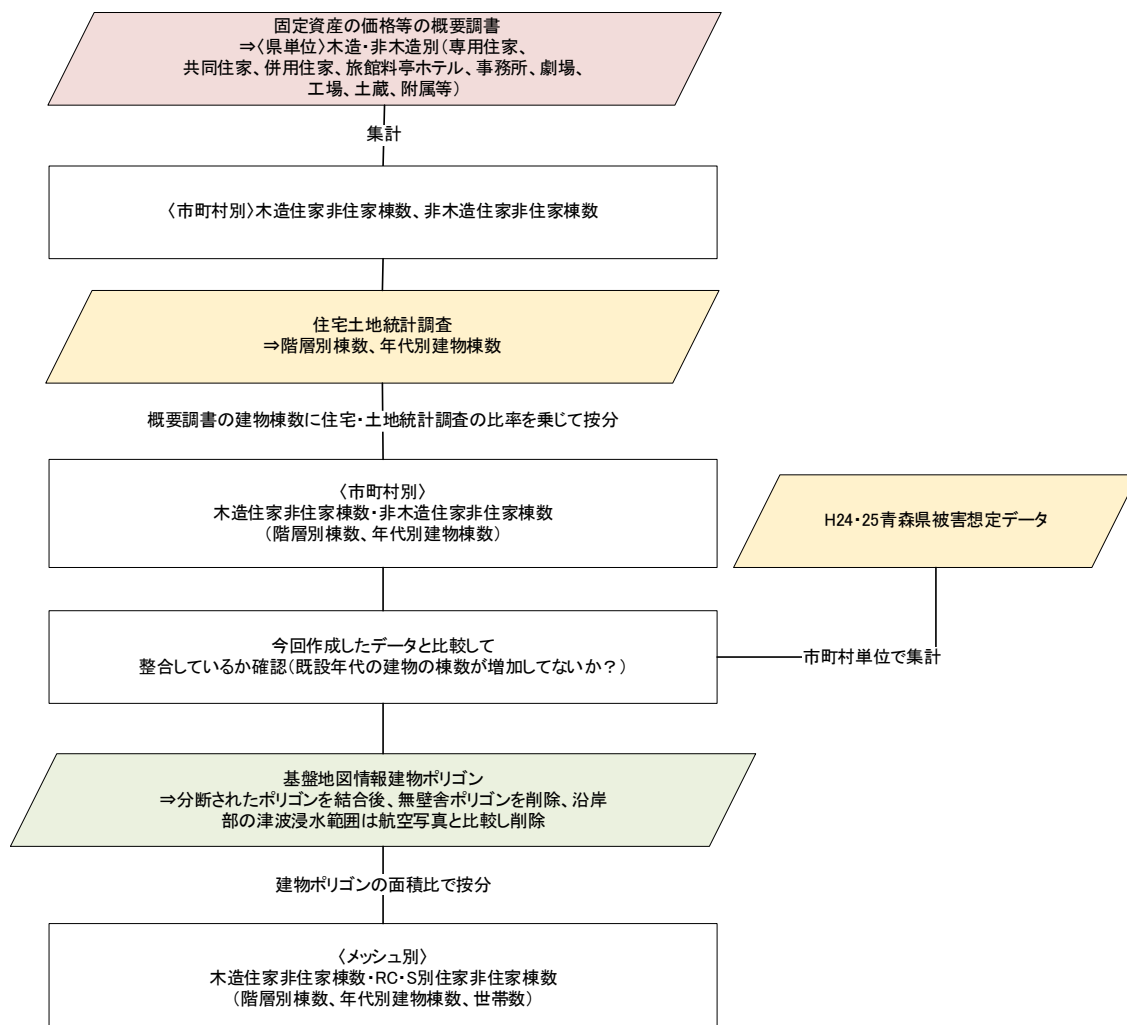 固定資産の価格等の概要調書
⇒〈県単位〉木造・非木造別（専用住家、
共同住家、併用住家、旅館料亭ホテル、事務所、劇場、
工場、土蔵、附属等）
集計
〈市町村別〉木造住家非住家棟数、非木造住家非住家棟数
住宅土地統計調査
⇒階層別棟数、年代別建物棟数
概要調書の建物棟数に住宅・土地統計調査の比率を乗じて按分
〈市町村別〉
木造住家非住家棟数・非木造住家非住家棟数
（階層別棟数、年代別建物棟数）
H24・25青森県被害想定データ
今回作成したデータと比較して
整合しているか確認（既設年代の建物の棟数が増加してないか？）
市町村単位で集計
基盤地図情報建物ポリゴン
⇒分断されたポリゴンを結合後、無壁舎ポリゴンを削除、沿岸
部の津波浸水範囲は航空写真と比較し削除
建物ポリゴンの面積比で按分
〈メッシュ別〉
木造住家非住家棟数・RC・S別住家非住家棟数
（階層別棟数、年代別建物棟数、世帯数）